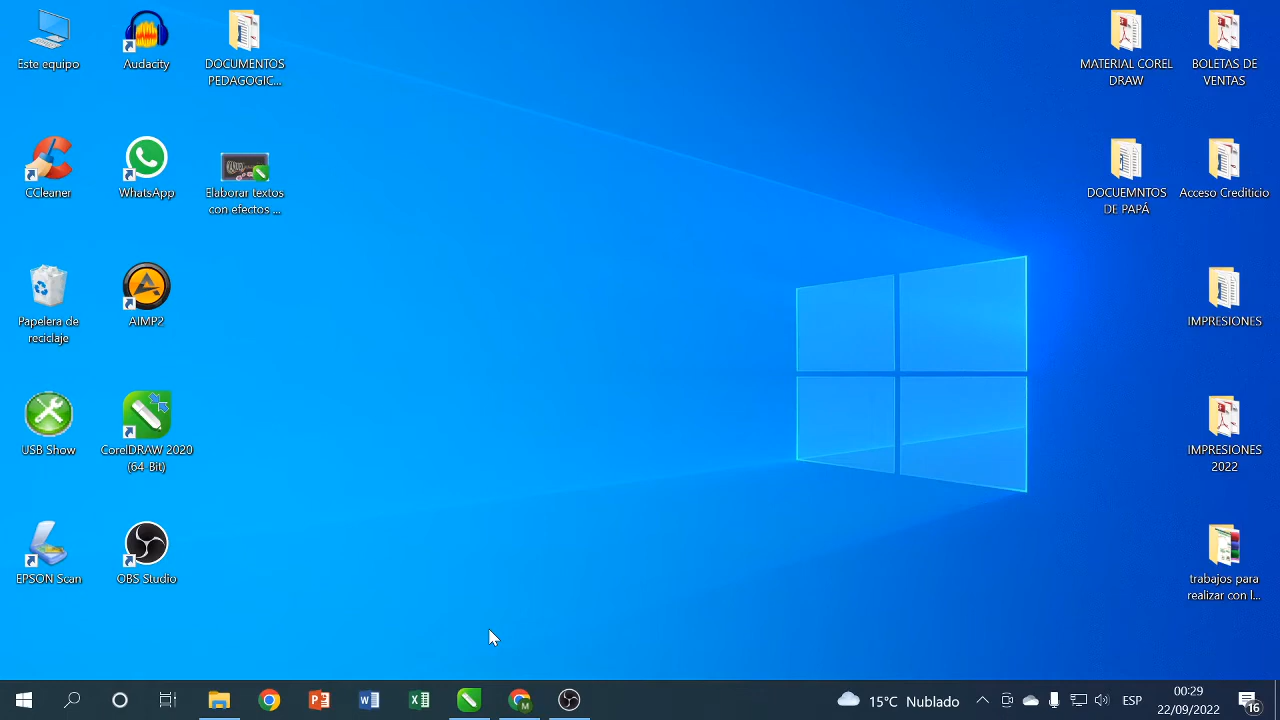 Este equipo
Audacity
DOCUMENTOS
PEDAGOGIC...
CCleaner
WhatsApp
Elaborar textos
con efectos ...
Papelera de
reciclaje
AIMP2
USB Show
CorelDRAW 2020
(64-Bit)
EPSON Scan
OBS Studio
MATERIAL COREL
DRAW
BOLETAS DE
VENTAS
DOCUEMNTOS
DE PAPÁ
Acceso Crediticio
IMPRESIONES
IMPRESIONES
2022
trabajos para
realizar con l...
15°C Nublado
ESP
00:29
22/09/2022
16